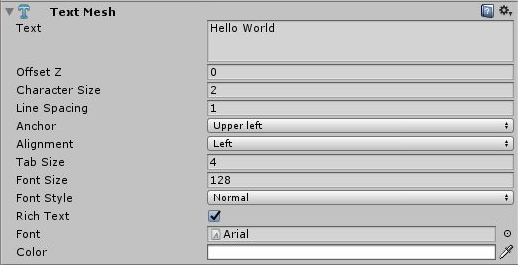 Text Mesh
Text Hello World
Offset Z 0
Character Size 2
Line Spacing 1
Anchor Upper left
Alignment Left
Tab Size 4
Font Size 128
Font Style Normal
Rich Text
Font Arial
Color